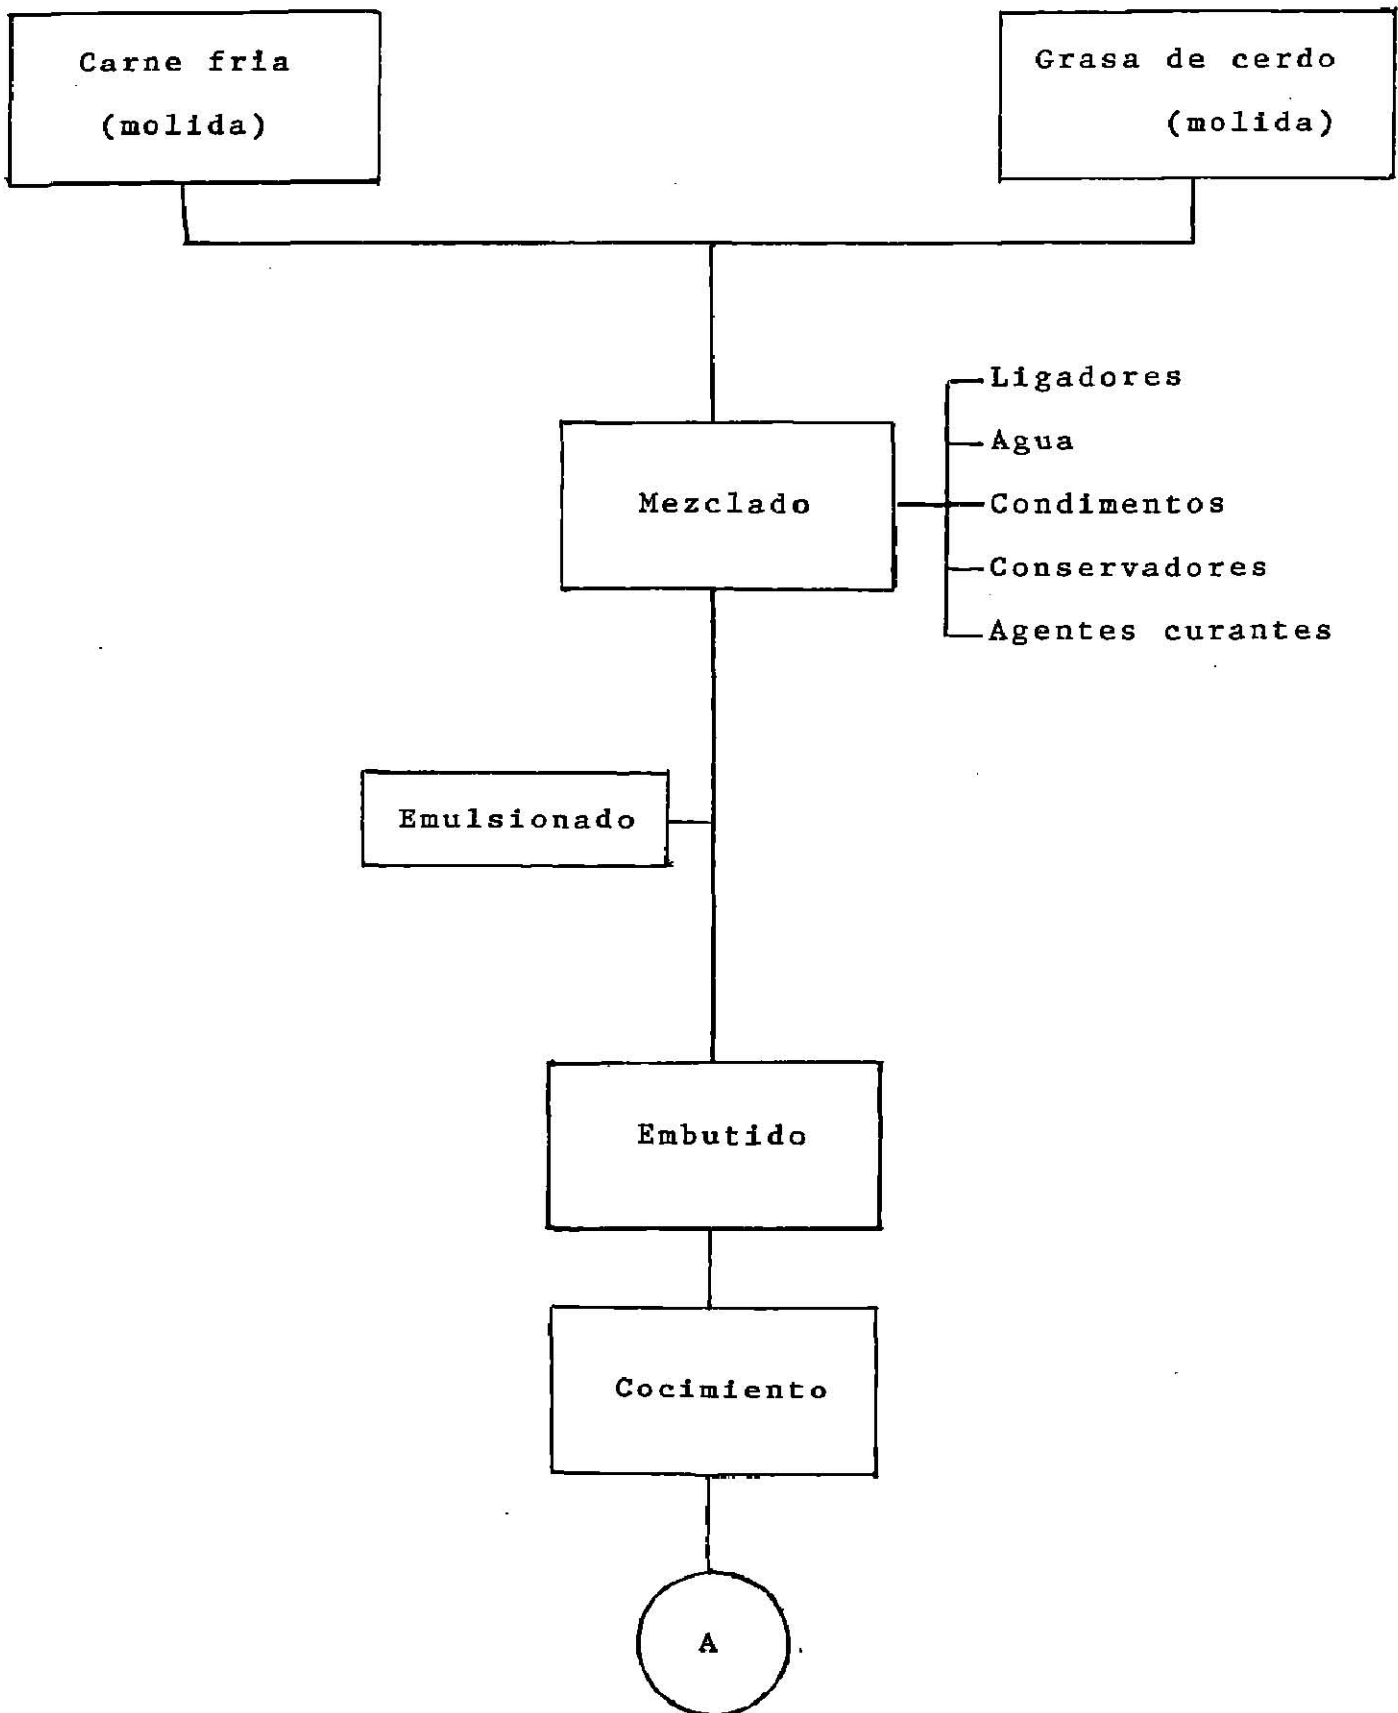 Carne fria
(molida)
Grasa de cerdo
(molida)
Ligadores
Agua
Mezclado
Condimentos
Conservadores
Agentes curantes
Emulsionado
Embutido
Cocimiento
A